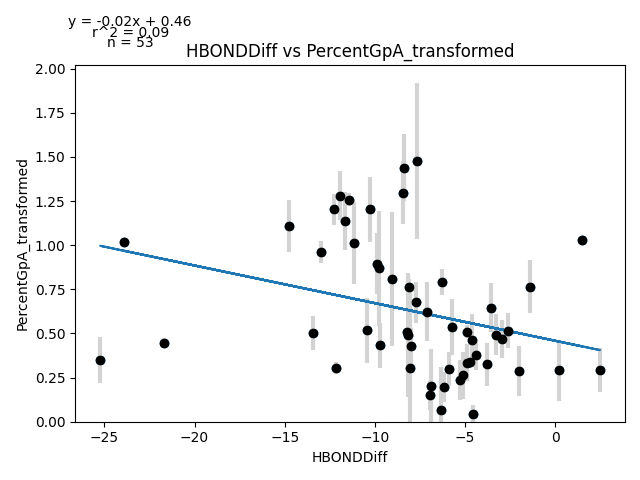 y = -0.02x + 0.46
r^2 = 0.09
n = 53
HBONDDiff vs PercentGpA_transformed
2.00
1.75
1.50
1.25
1.00
0.75
0.50
0.25
0.00
PercentGpA_transformed
−25 −20 −15 −10 −5 0
HBONDDiff